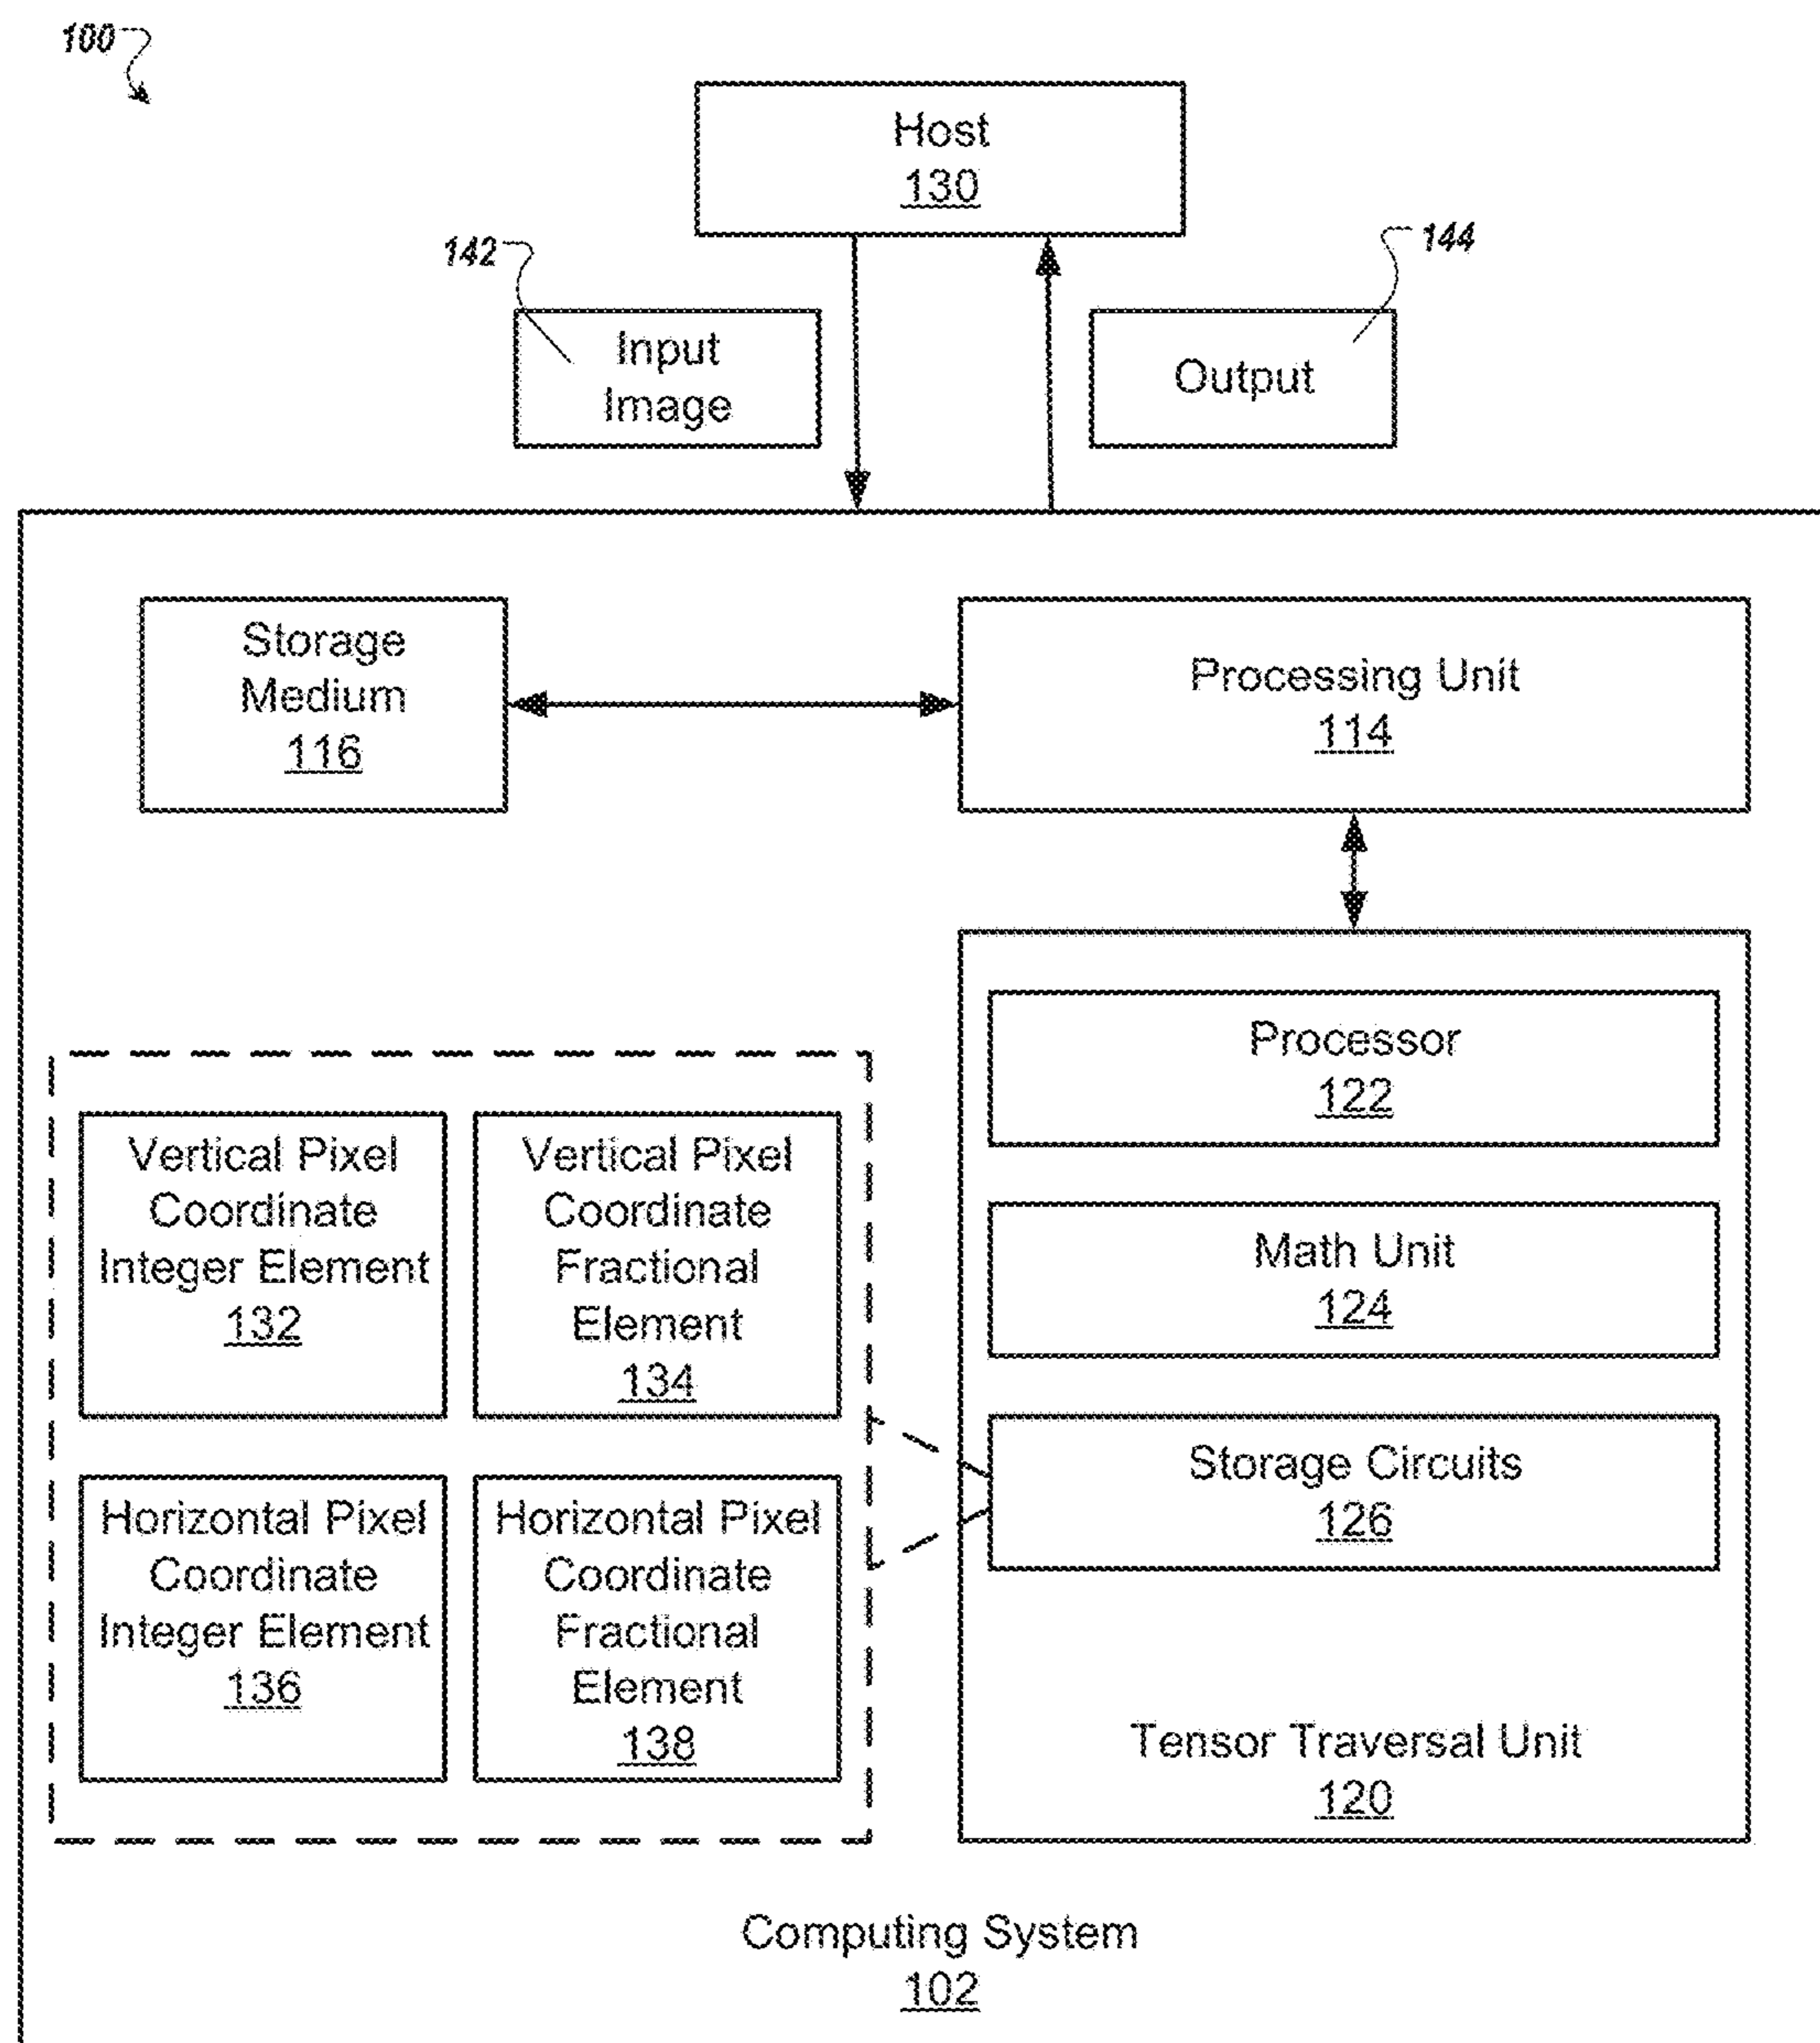 100
Host
130
142
144
Input
Image
Output
Storage
Medium
116
Processing Unit
114
Processor
122
Vertical Pixel
Coordinate
Integer Element
132
Vertical Pixel
Coordinate
Fractional
Element
134
Math Unit
124
Storage Circuits
126
Horizontal Pixel
Coordinate
Integer Element
136
Horizontal Pixel
Coordinate
Fractional
Element
138
Tensor Traversal Unit
120
Computing System
102